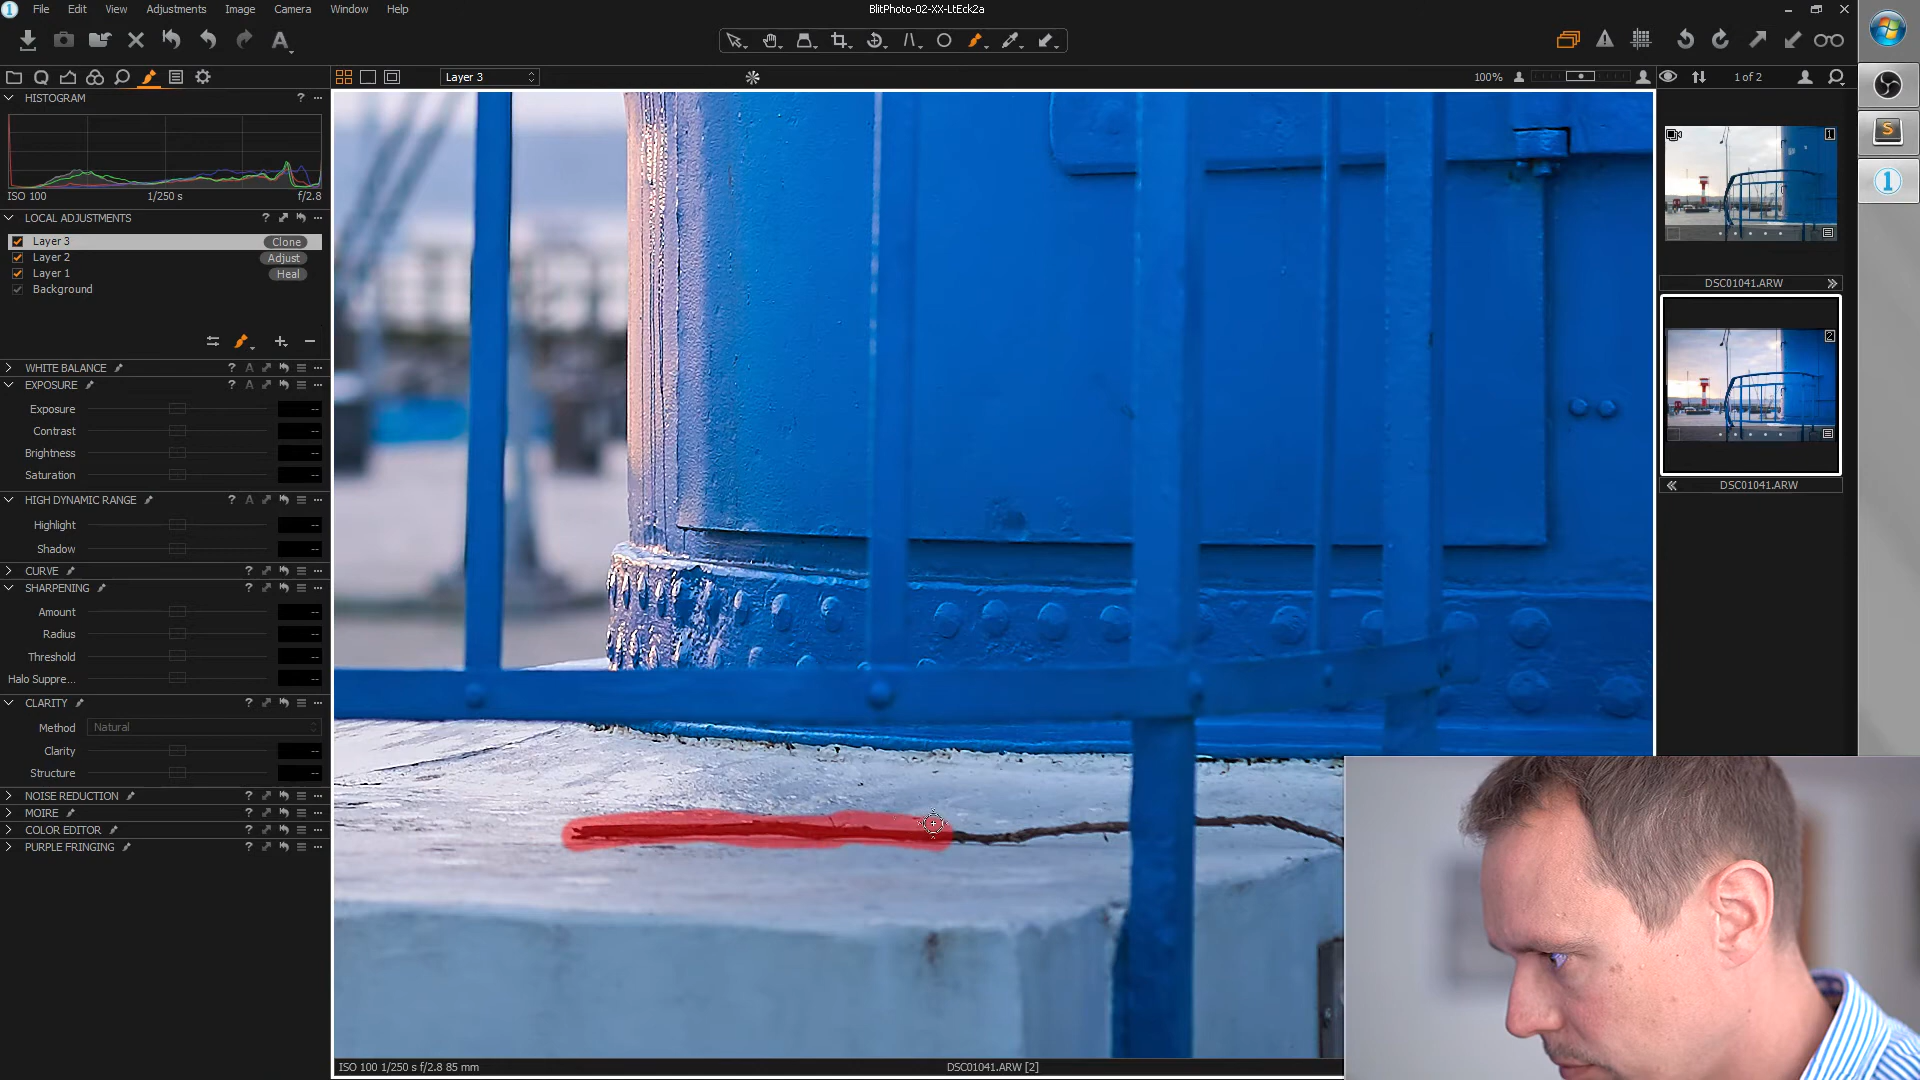 File Edit View Adjustments Image Camera Window Help
BlitPhoto-02-XX-LtEck2a
Layer 3
100%
1 of 2
HISTOGRAM
ISO 100 1/250 s f/2.8
LOCAL ADJUSTMENTS
Layer 3 Clone
Layer 2 Adjust
Layer 1 Heal
Background
WHITE BALANCE
EXPOSURE
Exposure --
Contrast --
Brightness --
Saturation --
HIGH DYNAMIC RANGE
Highlight --
Shadow --
CURVE
SHARPENING
Amount --
Radius --
Threshold --
Halo Suppre... --
CLARITY
Method Natural
Clarity --
Structure --
NOISE REDUCTION
MOIRE
COLOR EDITOR
PURPLE FRINGING
1
DSC01041.ARW
2
DSC01041.ARW
ISO 100 1/250 s f/2.8 85 mm
DSC01041.ARW [2]